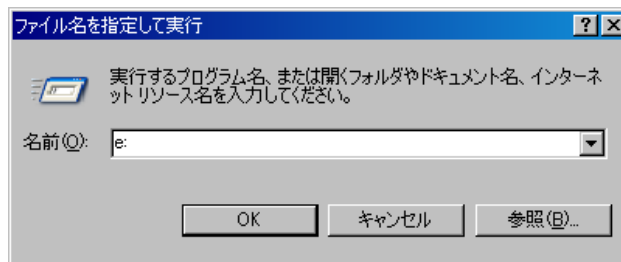 ファイル名を指定して実行
実行するプログラム名、または開くフォルダやドキュメント名、インターネ
ット リソース名を入力してください。
名前(O):
e:
OK
キャンセル
参照(B)...